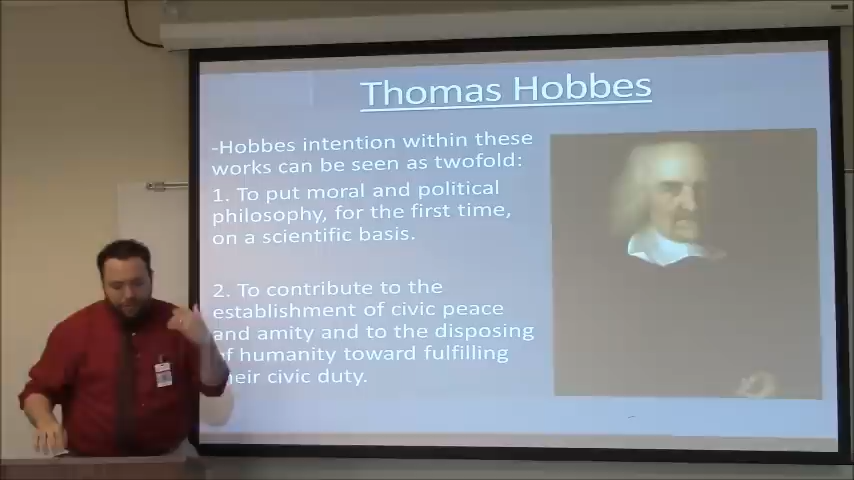 Thomas Hobbes
-Hobbes intention within these
works can be seen as twofold:
1. To put moral and political
philosophy, for the first time,
on a scientific basis.
2. To contribute to the
establishment of civic peace
and amity and to the disposing
of humanity toward fulfilling
their civic duty.